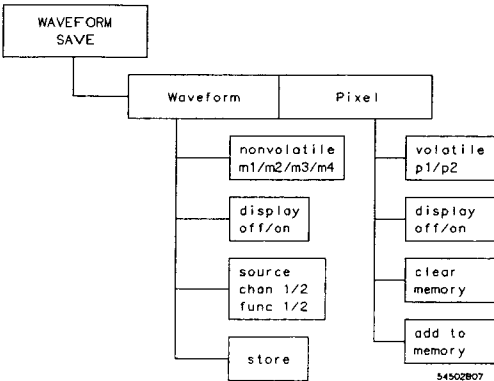 WAVEFORM
SAVE
Waveform
Pixel
nonvolatile
m1/m2/m3/m4
display
off/on
source
chan 1/2
func 1/2
store
volatile
p1/p2
display
off/on
clear
memory
add to
memory
54502B07